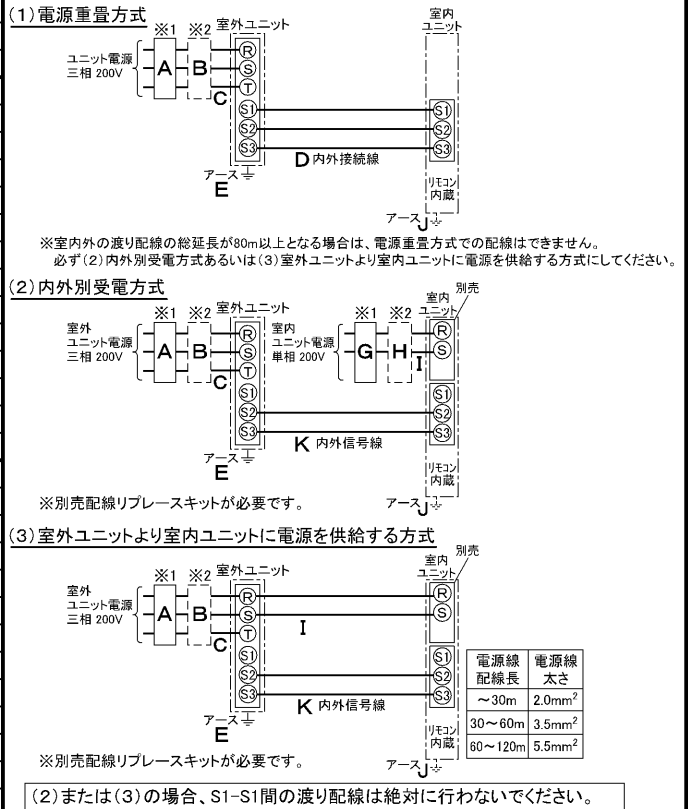 (1)電源重畳方式
※1 ※2 室外ユニット
室内
ユニット
ユニット電源
三相 200V
A B
R
S
T
C
S1 S1
S2 S2
S3 S3
D 内外接続線
アース
E
リモコン
内蔵
アース J
※室内外の渡り配線の総延長が80m以上となる場合は、電源重畳方式での配線はできません。
必ず(2)内外別受電方式あるいは(3)室外ユニットより室内ユニットに電源を供給する方式にしてください。
(2)内外別受電方式
別売
※1 ※2 室外ユニット ※1 ※2 室内
ユニット
室外
ユニット電源
三相 200V
A B
R
S
T
C
室内
ユニット電源
単相 200V
G H
I
R
S
S1 S1
S2 S2
S3 S3
K 内外信号線
アース
E
リモコン
内蔵
アース J
※別売配線リプレースキットが必要です。
(3)室外ユニットより室内ユニットに電源を供給する方式
別売
※1 ※2 室外ユニット 室内
ユニット
室外
ユニット電源
三相 200V
A B
R R
S S
T
C
I
S1 S1
S2 S2
S3 S3
K 内外信号線
アース
E
リモコン
内蔵
アース J
電源線 電源線
配線長 太さ
～30m 2.0mm²
30～60m 3.5mm²
60～120m 5.5mm²
※別売配線リプレースキットが必要です。
(2)または(3)の場合、S1-S1間の渡り配線は絶対に行わないでください。